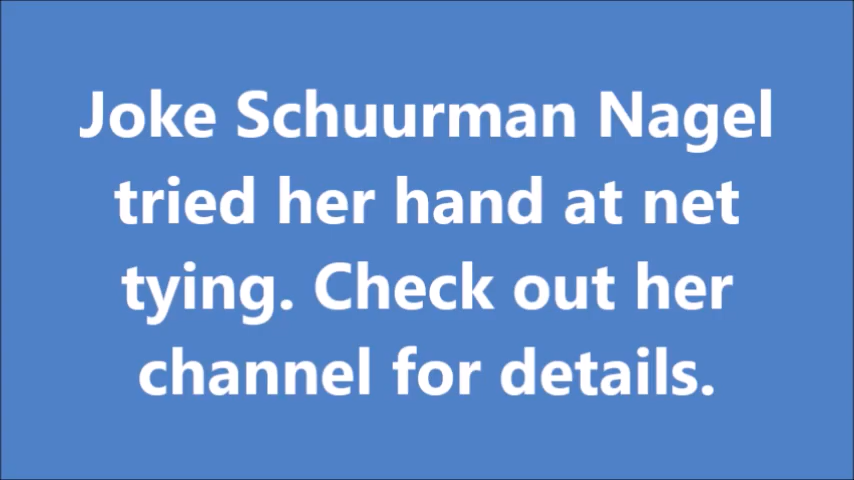 Joke Schuurman Nagel
tried her hand at net
tying. Check out her
channel for details.